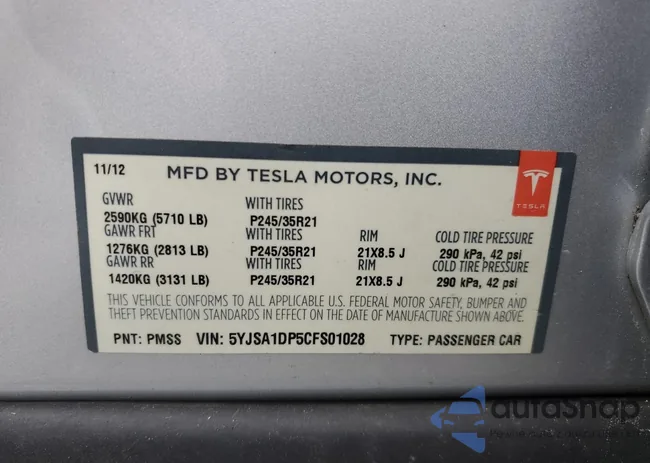 11/12
MFD BY TESLA MOTORS, INC.
TESLA
GVWR WITH TIRES
2590KG (5710 LB) P245/35R21
GAWR FRT WITH TIRES RIM COLD TIRE PRESSURE
1276KG (2813 LB) P245/35R21 21X8.5 J 290 kPa, 42 psi
GAWR RR WITH TIRES RIM COLD TIRE PRESSURE
1420KG (3131 LB) P245/35R21 21X8.5 J 290 kPa, 42 psi
THIS VEHICLE CONFORMS TO ALL APPLICABLE U.S. FEDERAL MOTOR SAFETY, BUMPER AND
THEFT PREVENTION STANDARDS IN EFFECT ON THE DATE OF MANUFACTURE SHOWN ABOVE.
PNT: PMSS VIN: 5YJSA1DP5CFS01028 TYPE: PASSENGER CAR
autoSnap